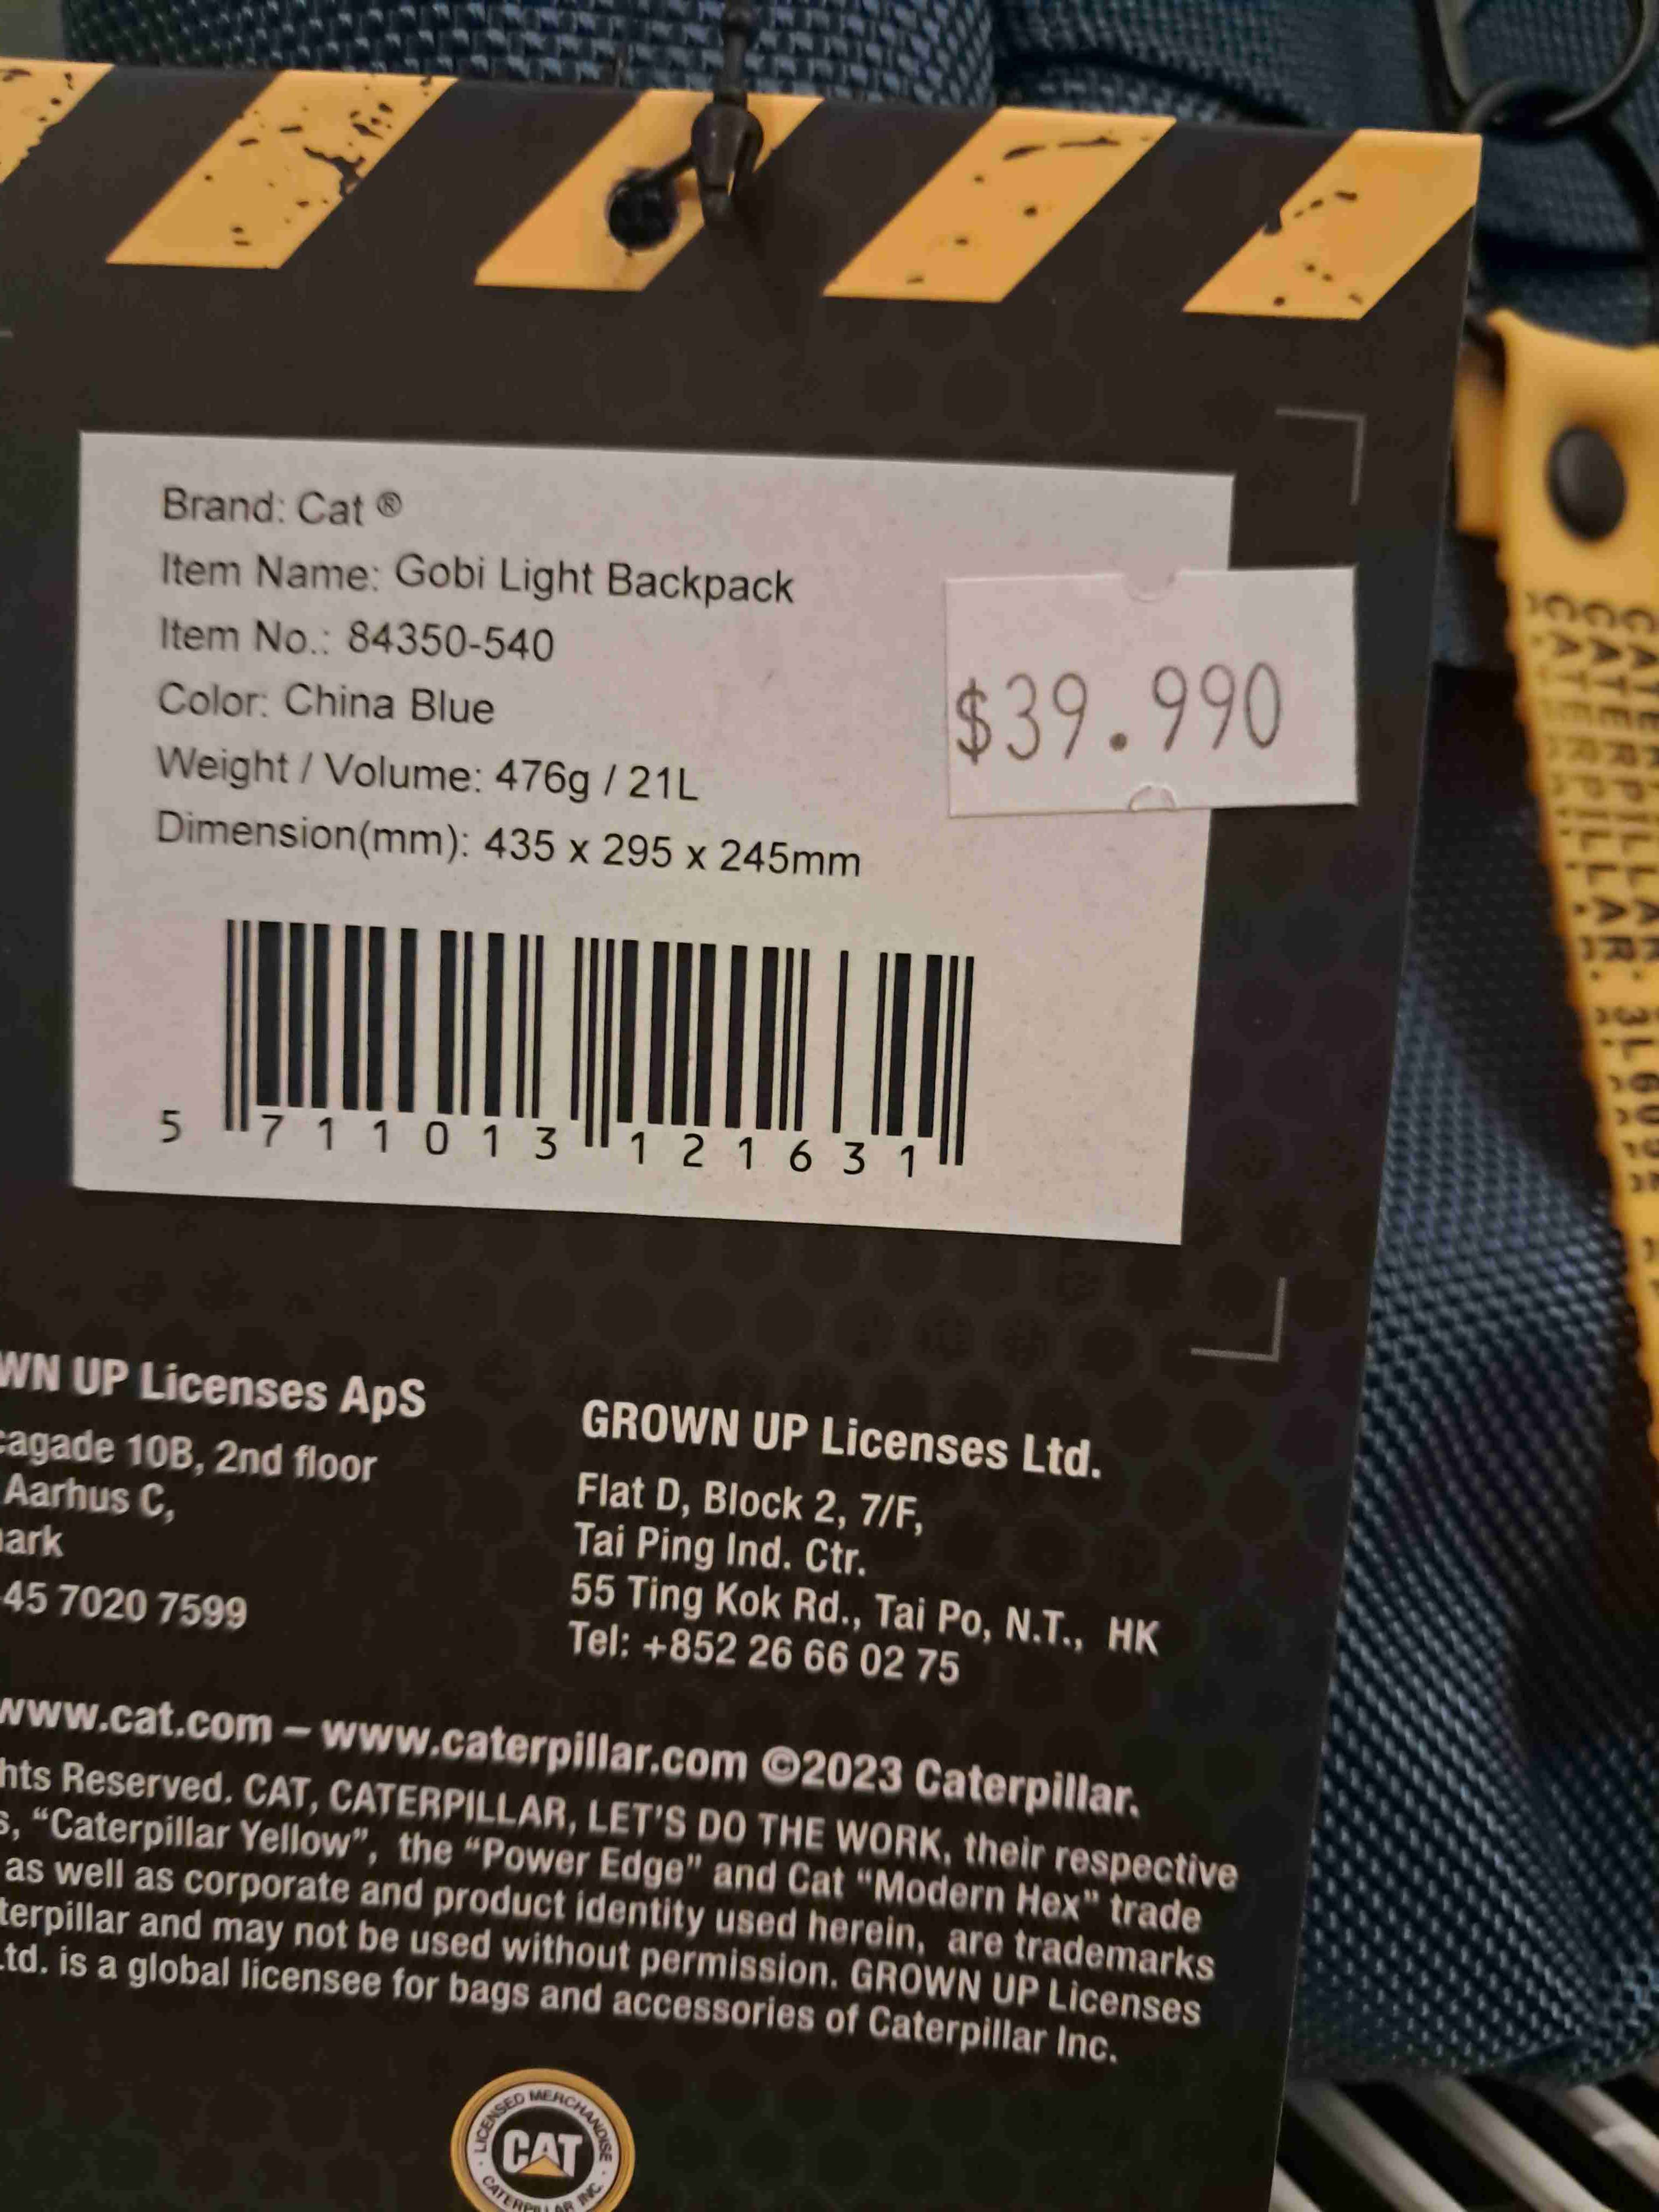 Brand: Cat ®
Item Name: Gobi Light Backpack
Item No.: 84350-540
Color: China Blue
Weight / Volume: 476g / 21L
Dimension(mm): 435 x 295 x 245mm
$39.990
5 711013 121631
WN UP Licenses ApS
agade 10B, 2nd floor
Aarhus C,
ark
45 7020 7599
GROWN UP Licenses Ltd.
Flat D, Block 2, 7/F,
Tai Ping Ind. Ctr.
55 Ting Kok Rd., Tai Po, N.T., HK
Tel: +852 26 66 02 75
www.cat.com – www.caterpillar.com ©2023 Caterpillar.
hts Reserved. CAT, CATERPILLAR, LET'S DO THE WORK, their respective
s, “Caterpillar Yellow”, the “Power Edge” and Cat “Modern Hex” trade
as well as corporate and product identity used herein, are trademarks
terpillar and may not be used without permission. GROWN UP Licenses
Ltd. is a global licensee for bags and accessories of Caterpillar Inc.
LICENSED MERCHANDISE
CAT
CATERPILLAR INC.
CATERPILLAR.